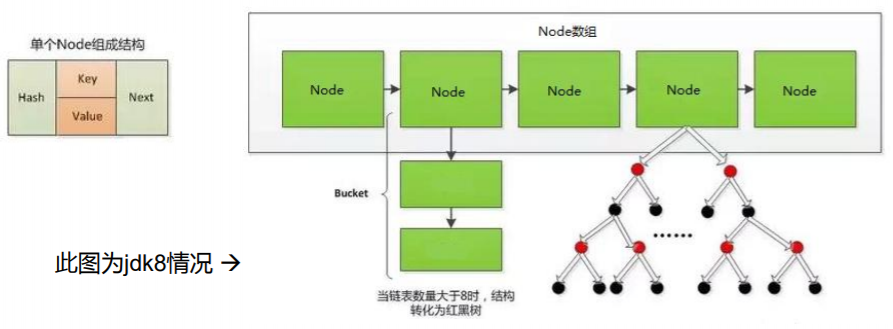 单个Node组成结构
Hash
Key
Value
Next
Node数组
Node
Node
Node
Node
Node
Bucket
......
此图为jdk8情况 →
当链表数量大于8时，结构
转化为红黑树